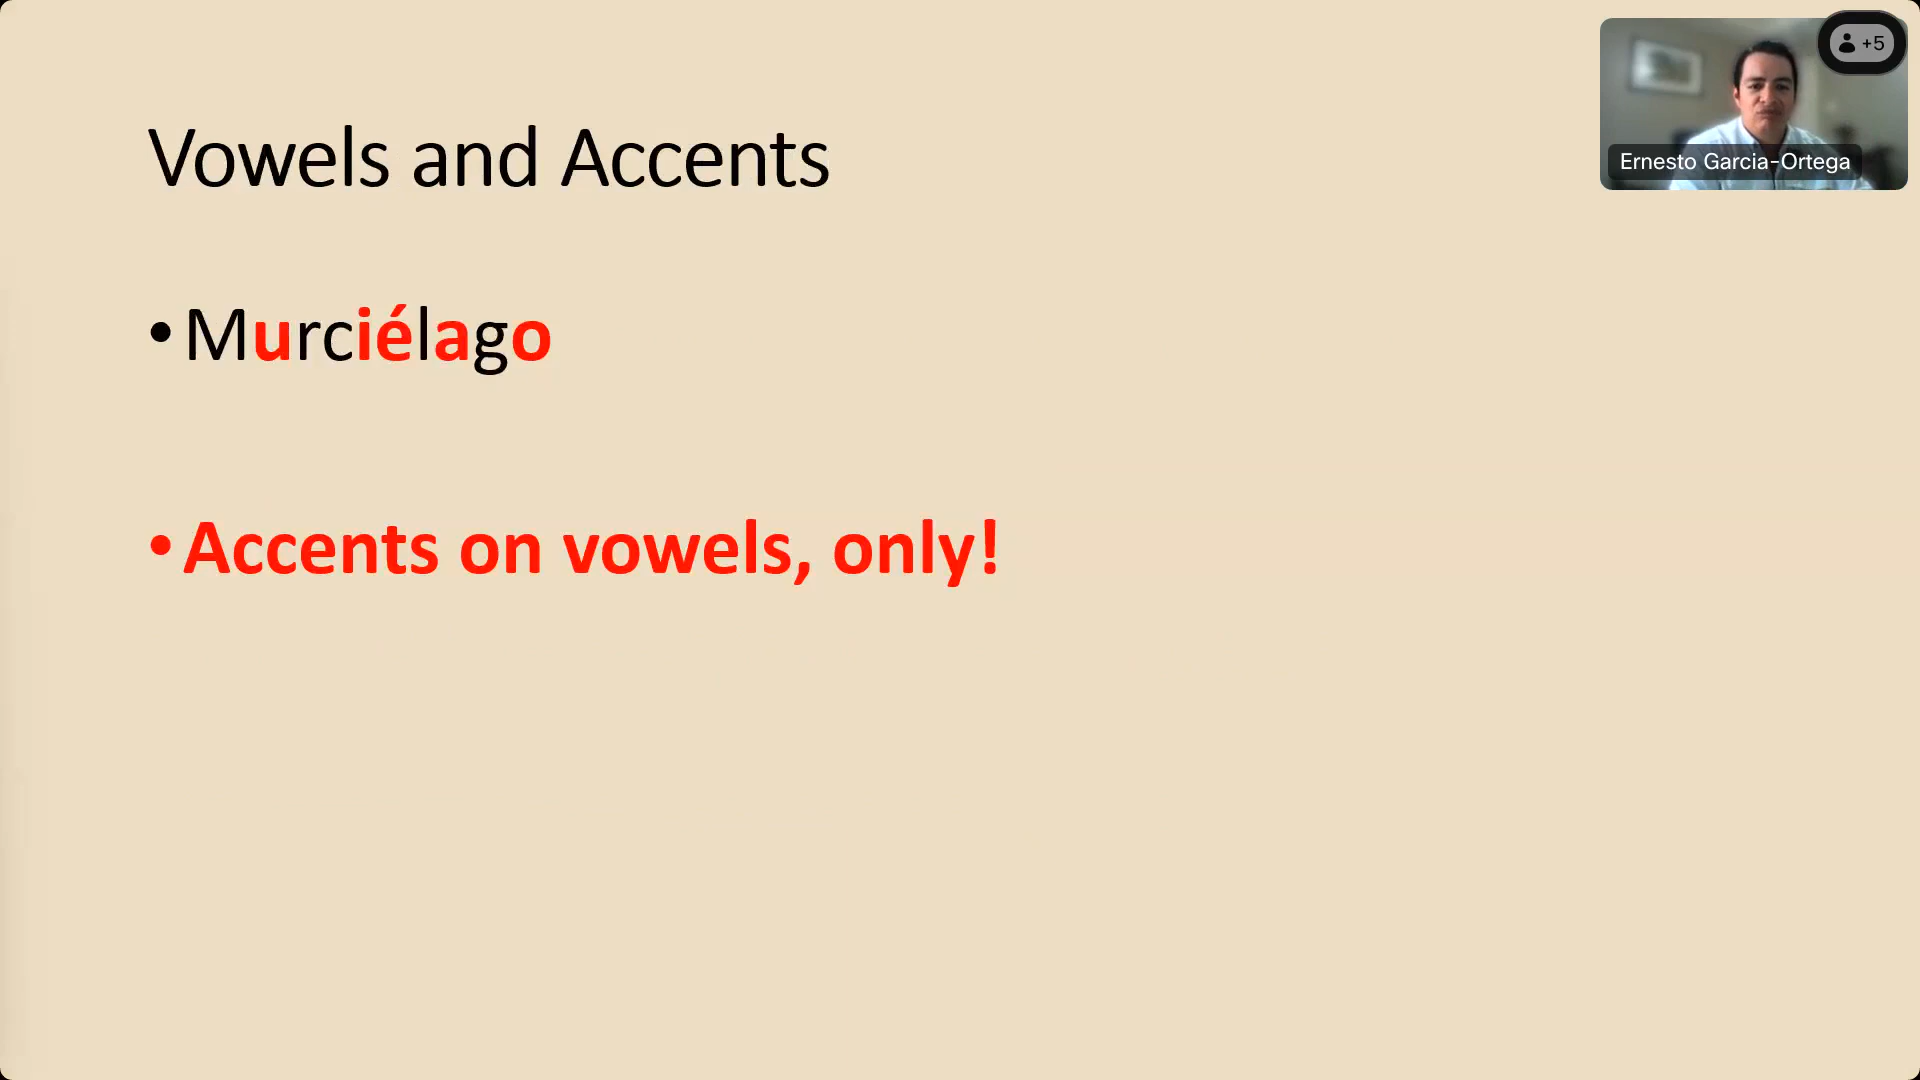 Vowels and Accents
+5
Ernesto Garcia-Ortega
• Murciélago
• Accents on vowels, only!